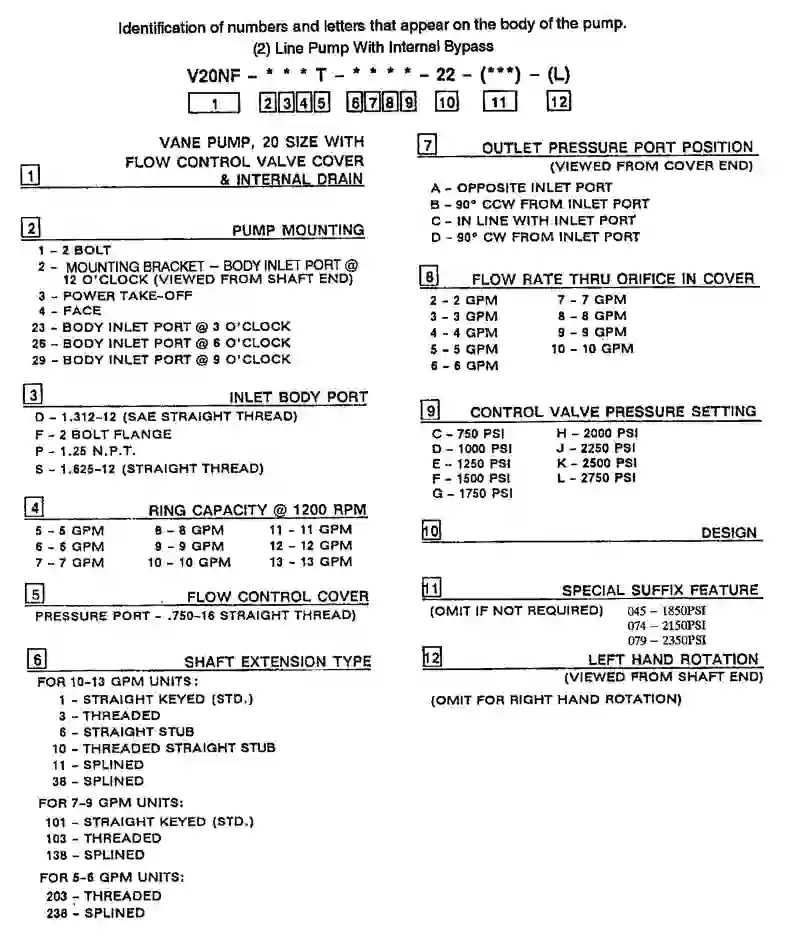 Identification of numbers and letters that appear on the body of the pump.
(2) Line Pump With Internal Bypass
V20NF - * * * T - * * * * - 22 - (***) - (L)
1 2 3 4 5 6 7 8 9 10 11 12
VANE PUMP, 20 SIZE WITH
FLOW CONTROL VALVE COVER
1 & INTERNAL DRAIN
2 PUMP MOUNTING
1 - 2 BOLT
2 - MOUNTING BRACKET - BODY INLET PORT @
12 O'CLOCK (VIEWED FROM SHAFT END)
3 - POWER TAKE-OFF
4 - FACE
23 - BODY INLET PORT @ 3 O'CLOCK
26 - BODY INLET PORT @ 6 O'CLOCK
29 - BODY INLET PORT @ 9 O'CLOCK
3 INLET BODY PORT
D - 1.312-12 (SAE STRAIGHT THREAD)
F - 2 BOLT FLANGE
P - 1.25 N.P.T.
S - 1.625-12 (STRAIGHT THREAD)
4 RING CAPACITY @ 1200 RPM
5 - 5 GPM 8 - 8 GPM 11 - 11 GPM
6 - 6 GPM 9 - 9 GPM 12 - 12 GPM
7 - 7 GPM 10 - 10 GPM 13 - 13 GPM
5 FLOW CONTROL COVER
PRESSURE PORT - .750-16 STRAIGHT THREAD)
6 SHAFT EXTENSION TYPE
FOR 10-13 GPM UNITS:
1 - STRAIGHT KEYED (STD.)
3 - THREADED
6 - STRAIGHT STUB
10 - THREADED STRAIGHT STUB
11 - SPLINED
38 - SPLINED
FOR 7-9 GPM UNITS:
101 - STRAIGHT KEYED (STD.)
103 - THREADED
138 - SPLINED
FOR 5-6 GPM UNITS:
203 - THREADED
238 - SPLINED
7 OUTLET PRESSURE PORT POSITION
(VIEWED FROM COVER END)
A - OPPOSITE INLET PORT
B - 90° CCW FROM INLET PORT
C - IN LINE WITH INLET PORT
D - 90° CW FROM INLET PORT
8 FLOW RATE THRU ORIFICE IN COVER
2 - 2 GPM 7 - 7 GPM
3 - 3 GPM 8 - 8 GPM
4 - 4 GPM 9 - 9 GPM
5 - 5 GPM 10 - 10 GPM
6 - 6 GPM
9 CONTROL VALVE PRESSURE SETTING
C - 750 PSI H - 2000 PSI
D - 1000 PSI J - 2250 PSI
E - 1250 PSI K - 2500 PSI
F - 1500 PSI L - 2750 PSI
G - 1750 PSI
10 DESIGN
11 SPECIAL SUFFIX FEATURE
(OMIT IF NOT REQUIRED) 045 - 1850PSI
074 - 2150PSI
079 - 2350PSI
12 LEFT HAND ROTATION
(VIEWED FROM SHAFT END)
(OMIT FOR RIGHT HAND ROTATION)